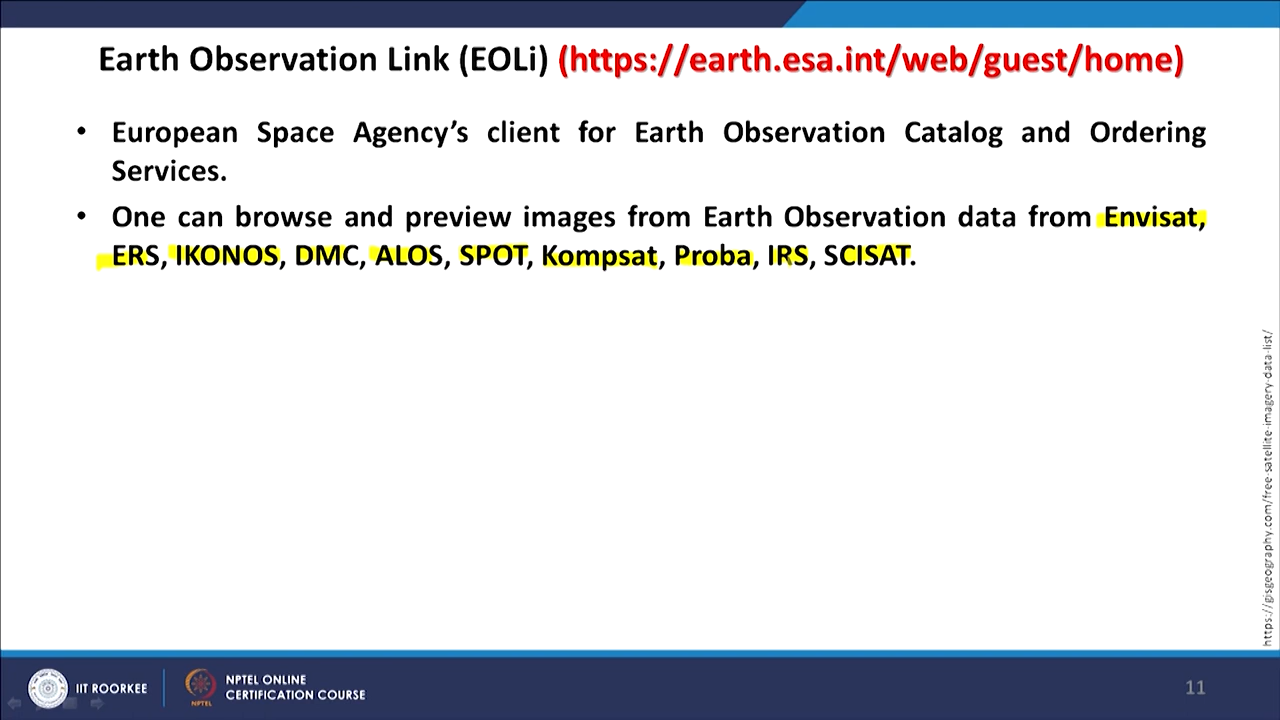 Earth Observation Link (EOLi) (https://earth.esa.int/web/guest/home)
• European Space Agency’s client for Earth Observation Catalog and Ordering
Services.
• One can browse and preview images from Earth Observation data from Envisat,
ERS, IKONOS, DMC, ALOS, SPOT, Kompsat, Proba, IRS, SCISAT.
https://gisgeography.com/free-satellite-imagery-data-list/
IIT ROORKEE
NPTEL
NPTEL ONLINE
CERTIFICATION COURSE
11